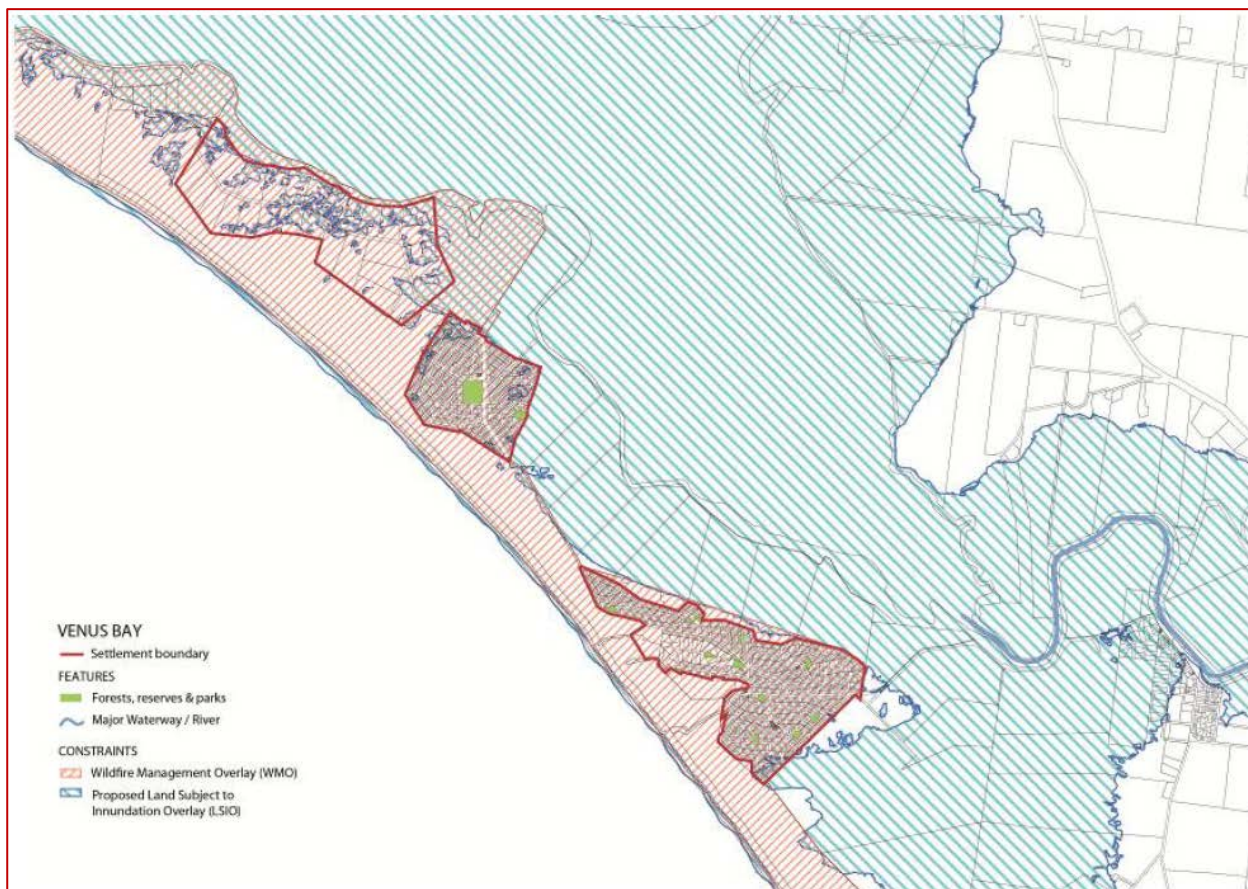 VENUS BAY
Settlement boundary
FEATURES
Forests, reserves & parks
Major Waterway / River
CONSTRAINTS
Wildfire Management Overlay (WMO)
Proposed Land Subject to
Innundation Overlay (LSIO)